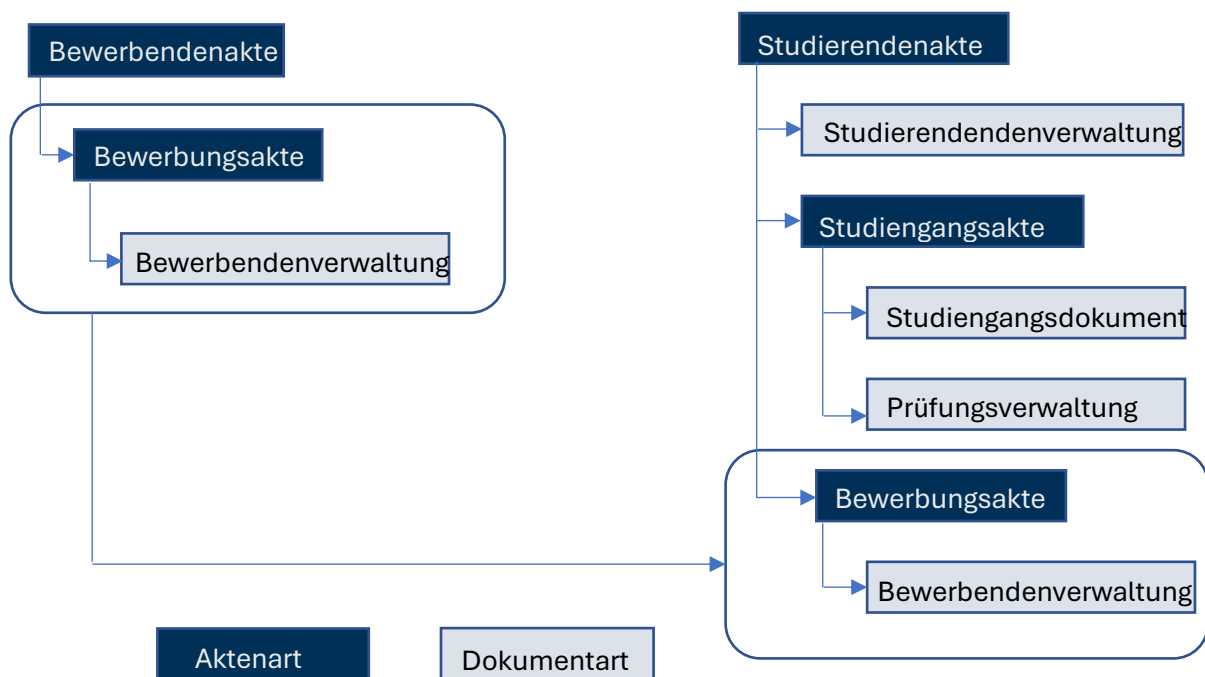 Bewerbendenakte
Bewerbungsakte
Bewerbendenverwaltung
Studierendenakte
Studierendendenverwaltung
Studiengangsakte
Studiengangsdokument
Prüfungsverwaltung
Bewerbungsakte
Bewerbendenverwaltung
Aktenart
Dokumentart